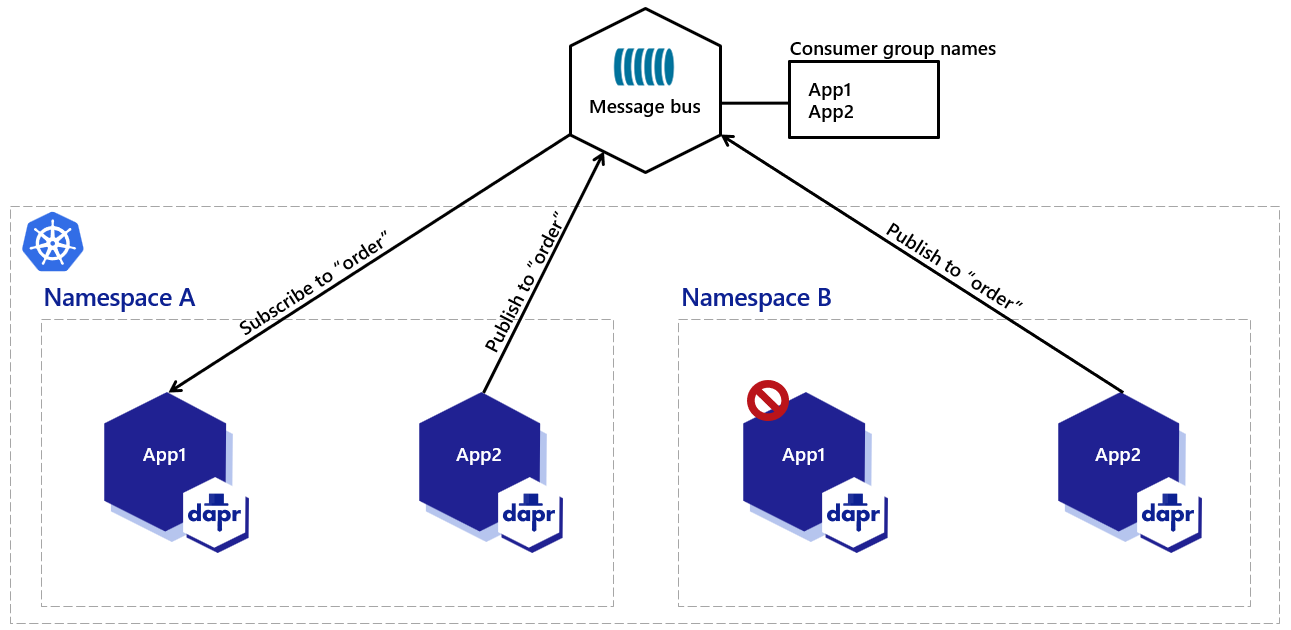 Consumer group names
Message bus
App1
App2
Subscribe to “order”
Publish to “order”
Publish to “order”
Namespace A
Namespace B
App1
dapr
App2
dapr
App1
dapr
App2
dapr